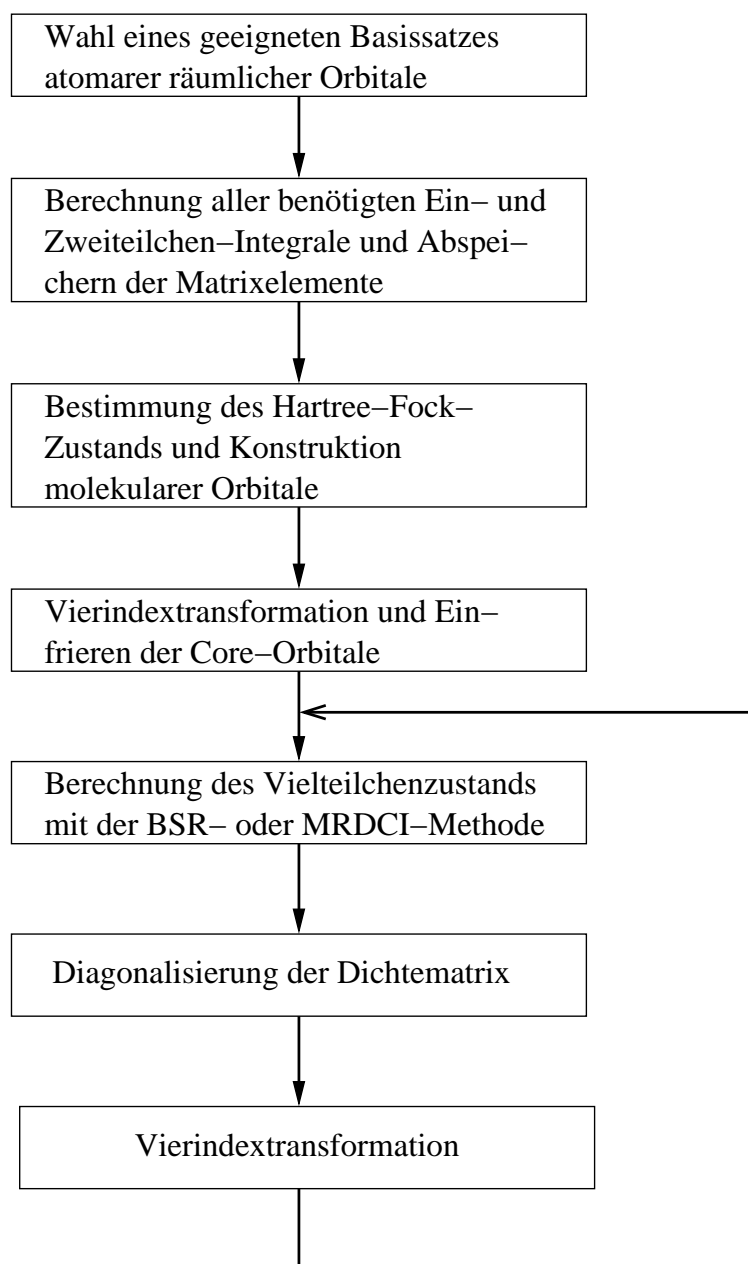 Wahl eines geeigneten Basissatzes
atomarer räumlicher Orbitale
Berechnung aller benötigten Ein− und
Zweiteilchen−Integrale und Abspei−
chern der Matrixelemente
Bestimmung des Hartree−Fock−
Zustands und Konstruktion
molekularer Orbitale
Vierindextransformation und Ein−
frieren der Core−Orbitale
Berechnung des Vielteilchenzustands
mit der BSR− oder MRDCI−Methode
Diagonalisierung der Dichtematrix
Vierindextransformation